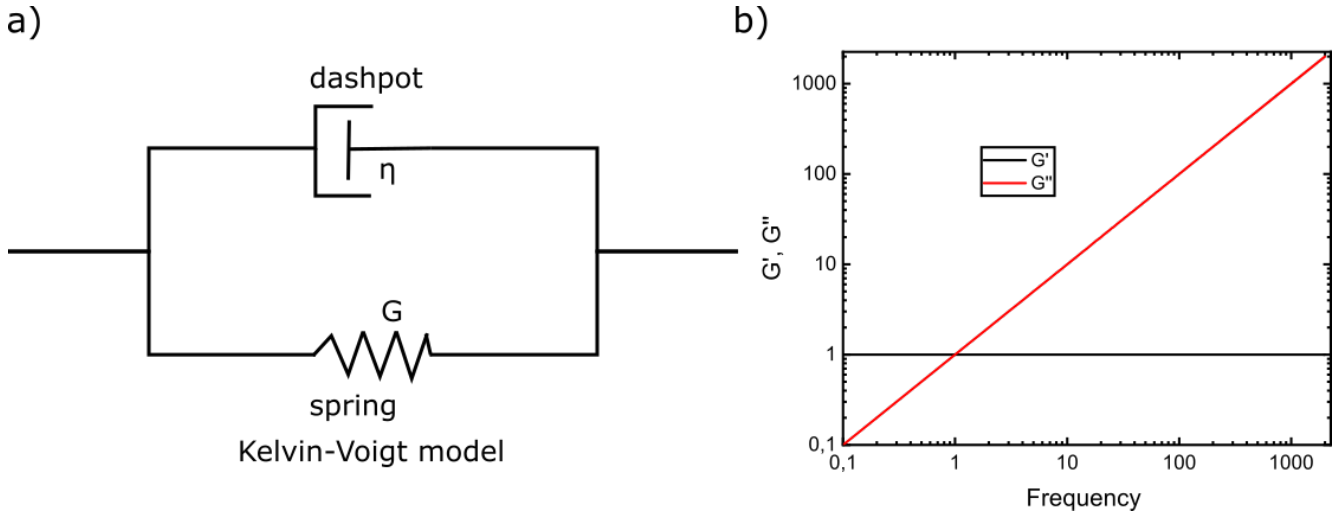 a)
dashpot
η
G
spring
Kelvin-Voigt model
b)
G', G''
1000
100
10
1
0,1
G'
G''
0,1
1
10
100
1000
Frequency